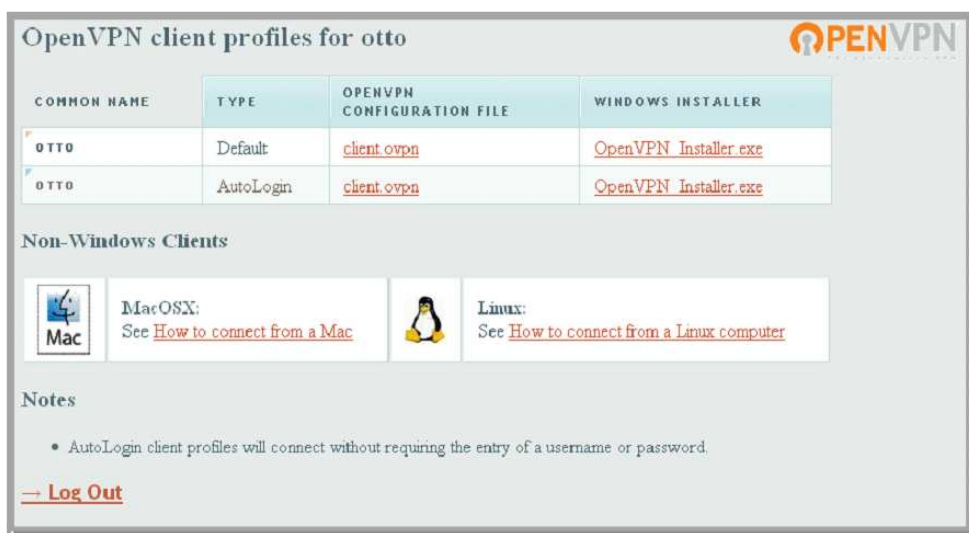 OpenVPN client profiles for otto
OPENVPN
COMMON NAME TYPE OPENVPN CONFIGURATION FILE WINDOWS INSTALLER
OTTO Default client.ovpn OpenVPN_Installer.exe
OTTO AutoLogin client.ovpn OpenVPN_Installer.exe
Non-Windows Clients
Mac
MacOSX:
See How to connect from a Mac
Linux:
See How to connect from a Linux computer
Notes
• AutoLogin client profiles will connect without requiring the entry of a username or password.
→ Log Out